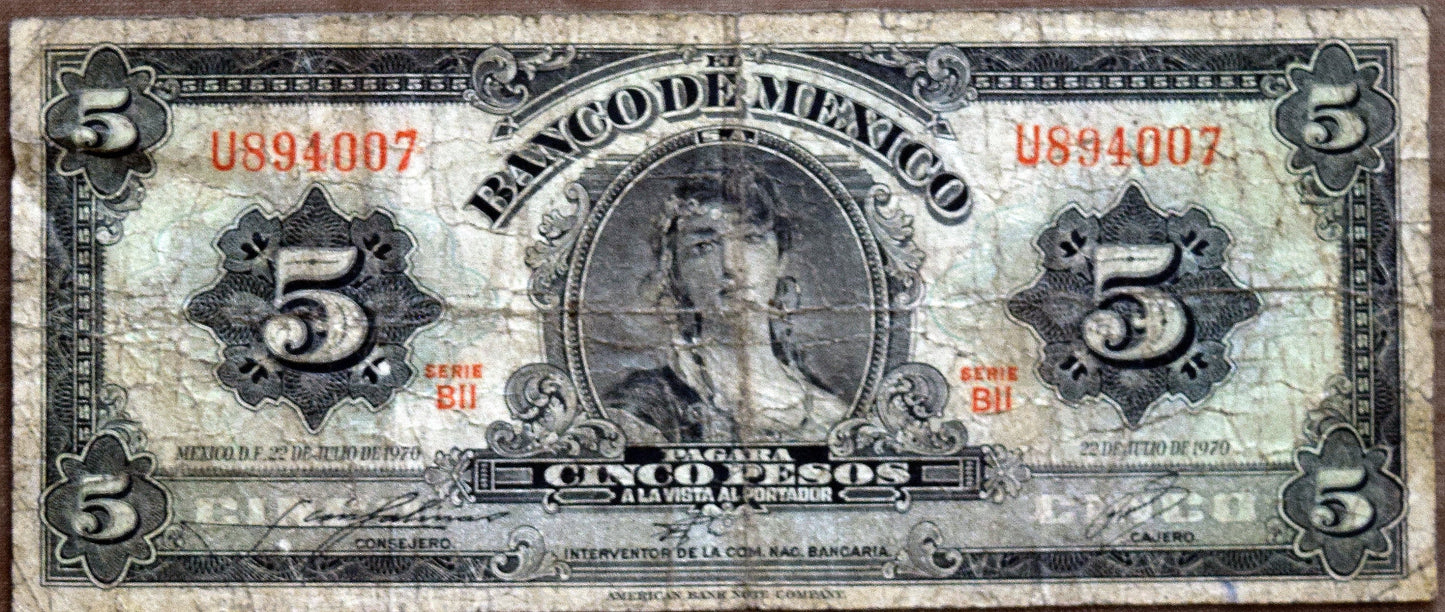 EL
BANCO DE MEXICO
S.A.
5
5
U894007
U894007
5
5
SERIE
BII
SERIE
BII
MEXICO, D.F. 22 DE JULIO DE 1970
22 DE JULIO DE 1970
PAGARA
CINCO PESOS
A LA VISTA AL PORTADOR
5
5
CINCO
CINCO
CONSEJERO.
INTERVENTOR DE LA COM. NAC. BANCARIA.
CAJERO.
AMERICAN BANK NOTE COMPANY.